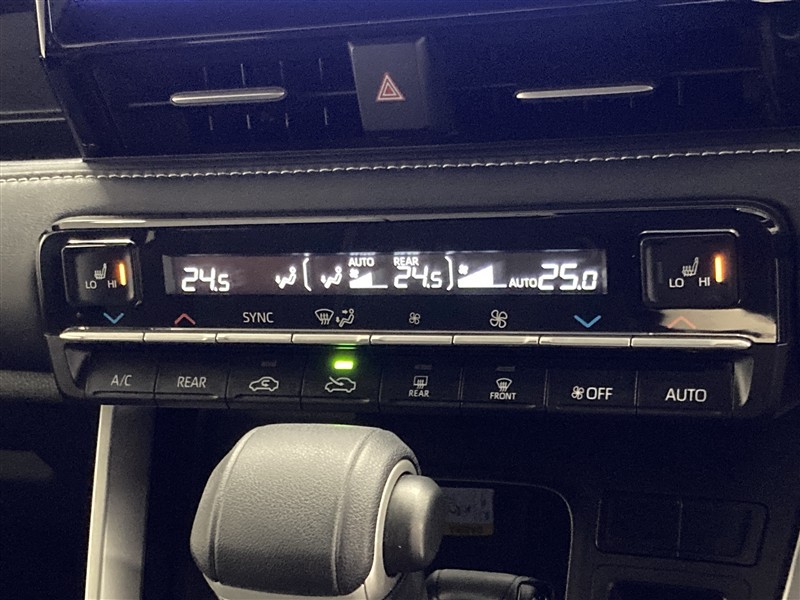 AUTO REAR
24.5 24.5 AUTO 25.0
LO HI
LO HI
SYNC
A/C REAR REAR FRONT OFF AUTO